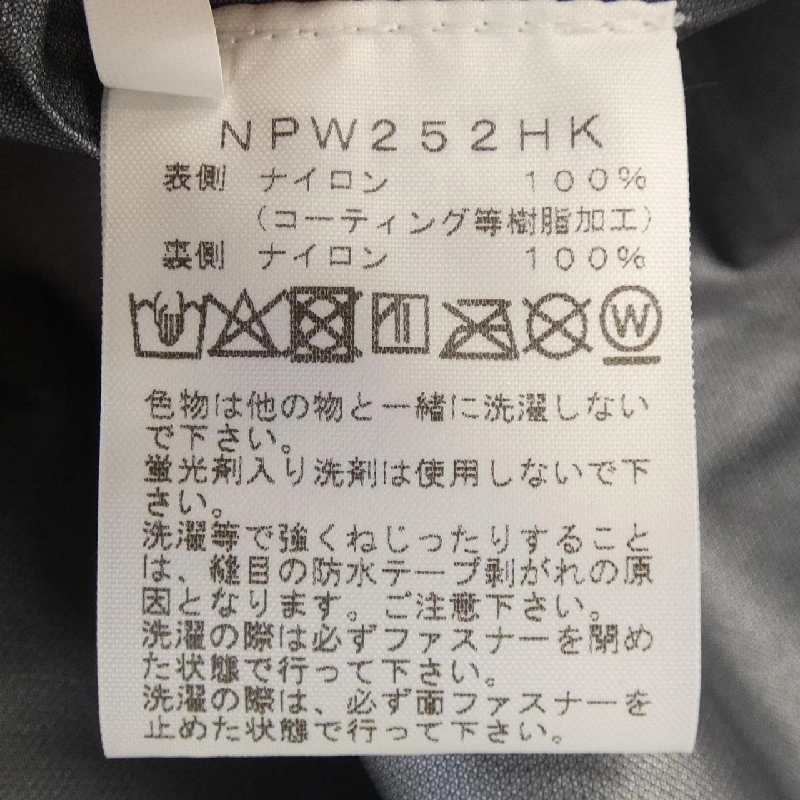 NPW252HK
表側 ナイロン 100%
(コーティング等樹脂加工)
裏側 ナイロン 100%
W
色物は他の物と一緒に洗濯しない
で下さい。
蛍光剤入り洗剤は使用しないで下
さい。
洗濯等で強くねじったりすること
は、縫目の防水テープ剥がれの原
因となります。ご注意下さい。
洗濯の際は必ずファスナーを閉め
た状態で行って下さい。
洗濯の際は、必ず面ファスナーを
止めた状態で行って下さい。